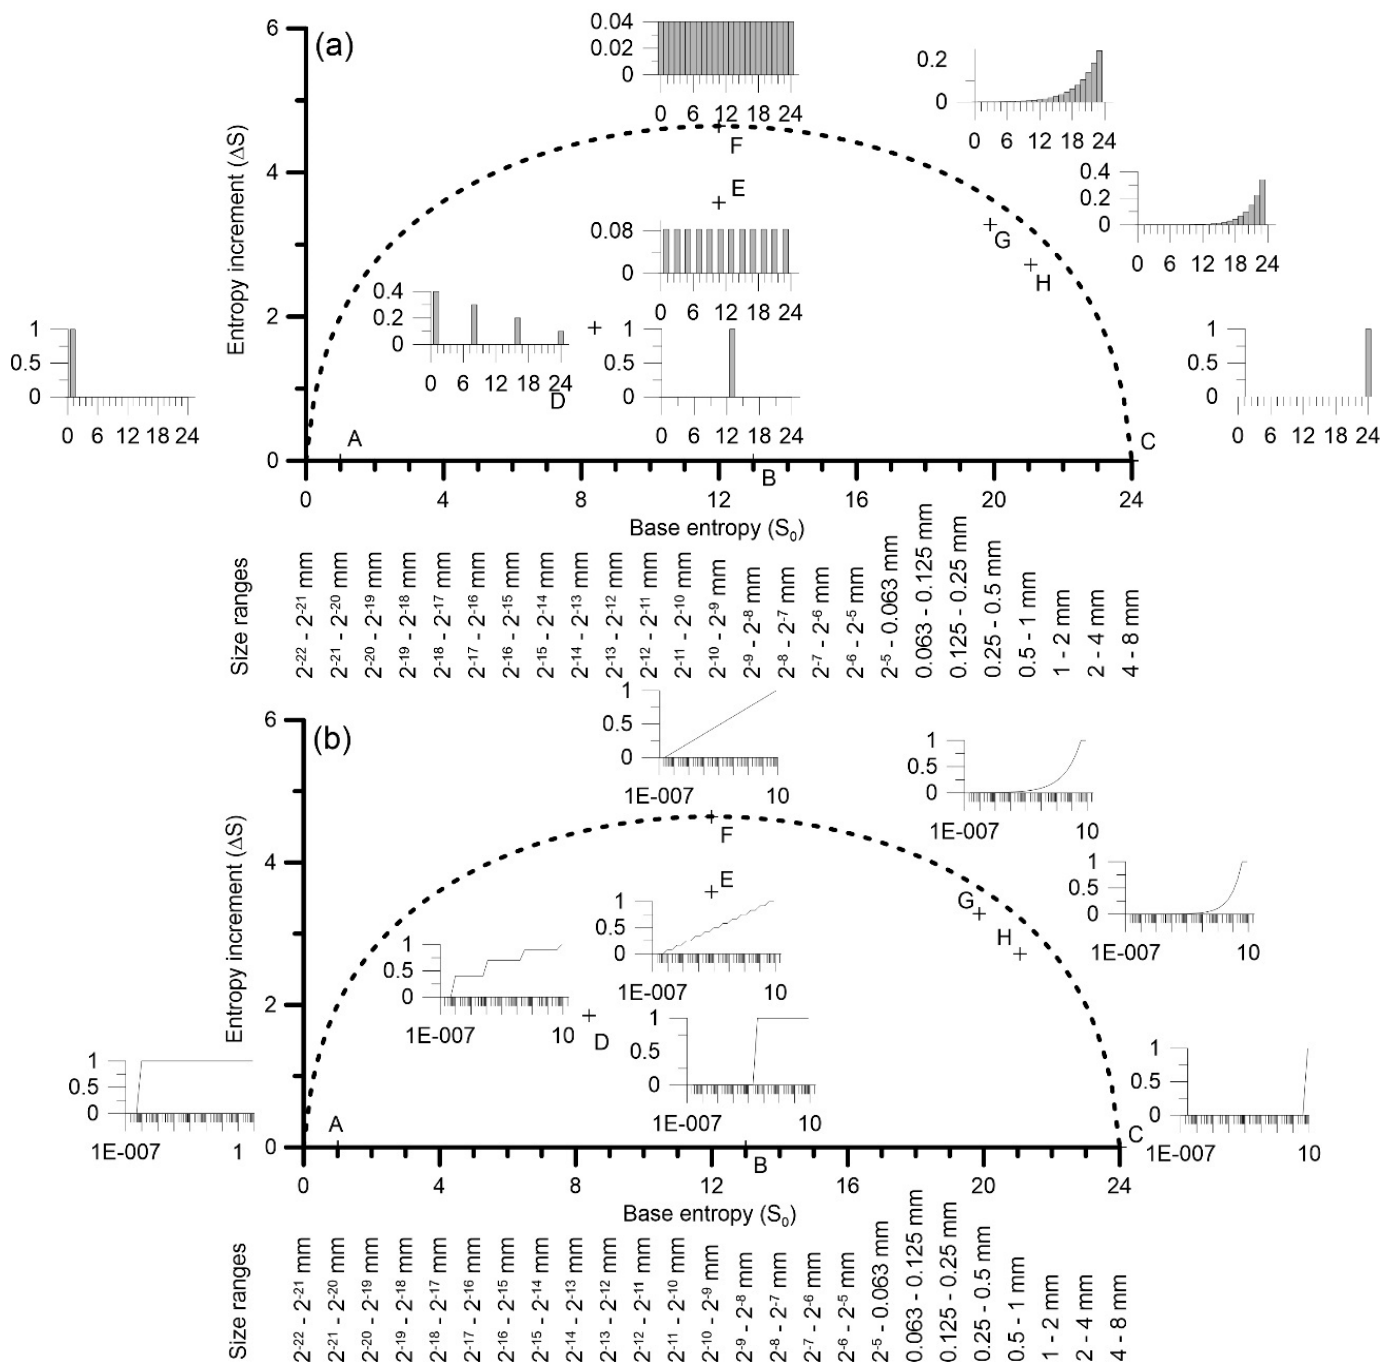 (a)
6
4
2
0
Entropy increment (ΔS)
0.04
0.02
0
0 6 12 18 24
F
0.2
0
0 6 12 18 24
E
0.08
0
0 6 12 18 24
G
0.4
0.2
0
0 6 12 18 24
H
0.4
0.2
0
0 6 12 18 24
D
1
0.5
0
0 6 12 18 24
A
1
0.5
0
0 6 12 18 24
B
1
0.5
0
0 6 12 18 24
C
0 4 8 12 16 20 24
Base entropy (S₀)
Size ranges
2⁻²² - 2⁻²¹ mm
2⁻²¹ - 2⁻²⁰ mm
2⁻²⁰ - 2⁻¹⁹ mm
2⁻¹⁹ - 2⁻¹⁸ mm
2⁻¹⁸ - 2⁻¹⁷ mm
2⁻¹⁷ - 2⁻¹⁶ mm
2⁻¹⁶ - 2⁻¹⁵ mm
2⁻¹⁵ - 2⁻¹⁴ mm
2⁻¹⁴ - 2⁻¹³ mm
2⁻¹³ - 2⁻¹² mm
2⁻¹² - 2⁻¹¹ mm
2⁻¹¹ - 2⁻¹⁰ mm
2⁻¹⁰ - 2⁻⁹ mm
2⁻⁹ - 2⁻⁸ mm
2⁻⁸ - 2⁻⁷ mm
2⁻⁷ - 2⁻⁶ mm
2⁻⁶ - 2⁻⁵ mm
2⁻⁵ - 0.063 mm
0.063 - 0.125 mm
0.125 - 0.25 mm
0.25 - 0.5 mm
0.5 - 1 mm
1 - 2 mm
2 - 4 mm
4 - 8 mm
(b)
6
4
2
0
Entropy increment (ΔS)
1
0.5
0
1E-007 10
F
1
0.5
0
1E-007 10
G
E
1
0.5
0
1E-007 10
1
0.5
0
1E-007 10
H
1
0.5
0
1E-007 10
D
1
0.5
0
1E-007 10
B
1
0.5
0
1E-007 1
A
1
0.5
0
1E-007 10
C
0 4 8 12 16 20 24
Base entropy (S₀)
Size ranges
2⁻²² - 2⁻²¹ mm
2⁻²¹ - 2⁻²⁰ mm
2⁻²⁰ - 2⁻¹⁹ mm
2⁻¹⁹ - 2⁻¹⁸ mm
2⁻¹⁸ - 2⁻¹⁷ mm
2⁻¹⁷ - 2⁻¹⁶ mm
2⁻¹⁶ - 2⁻¹⁵ mm
2⁻¹⁵ - 2⁻¹⁴ mm
2⁻¹⁴ - 2⁻¹³ mm
2⁻¹³ - 2⁻¹² mm
2⁻¹² - 2⁻¹¹ mm
2⁻¹¹ - 2⁻¹⁰ mm
2⁻¹⁰ - 2⁻⁹ mm
2⁻⁹ - 2⁻⁸ mm
2⁻⁸ - 2⁻⁷ mm
2⁻⁷ - 2⁻⁶ mm
2⁻⁶ - 2⁻⁵ mm
2⁻⁵ - 0.063 mm
0.063 - 0.125 mm
0.125 - 0.25 mm
0.25 - 0.5 mm
0.5 - 1 mm
1 - 2 mm
2 - 4 mm
4 - 8 mm